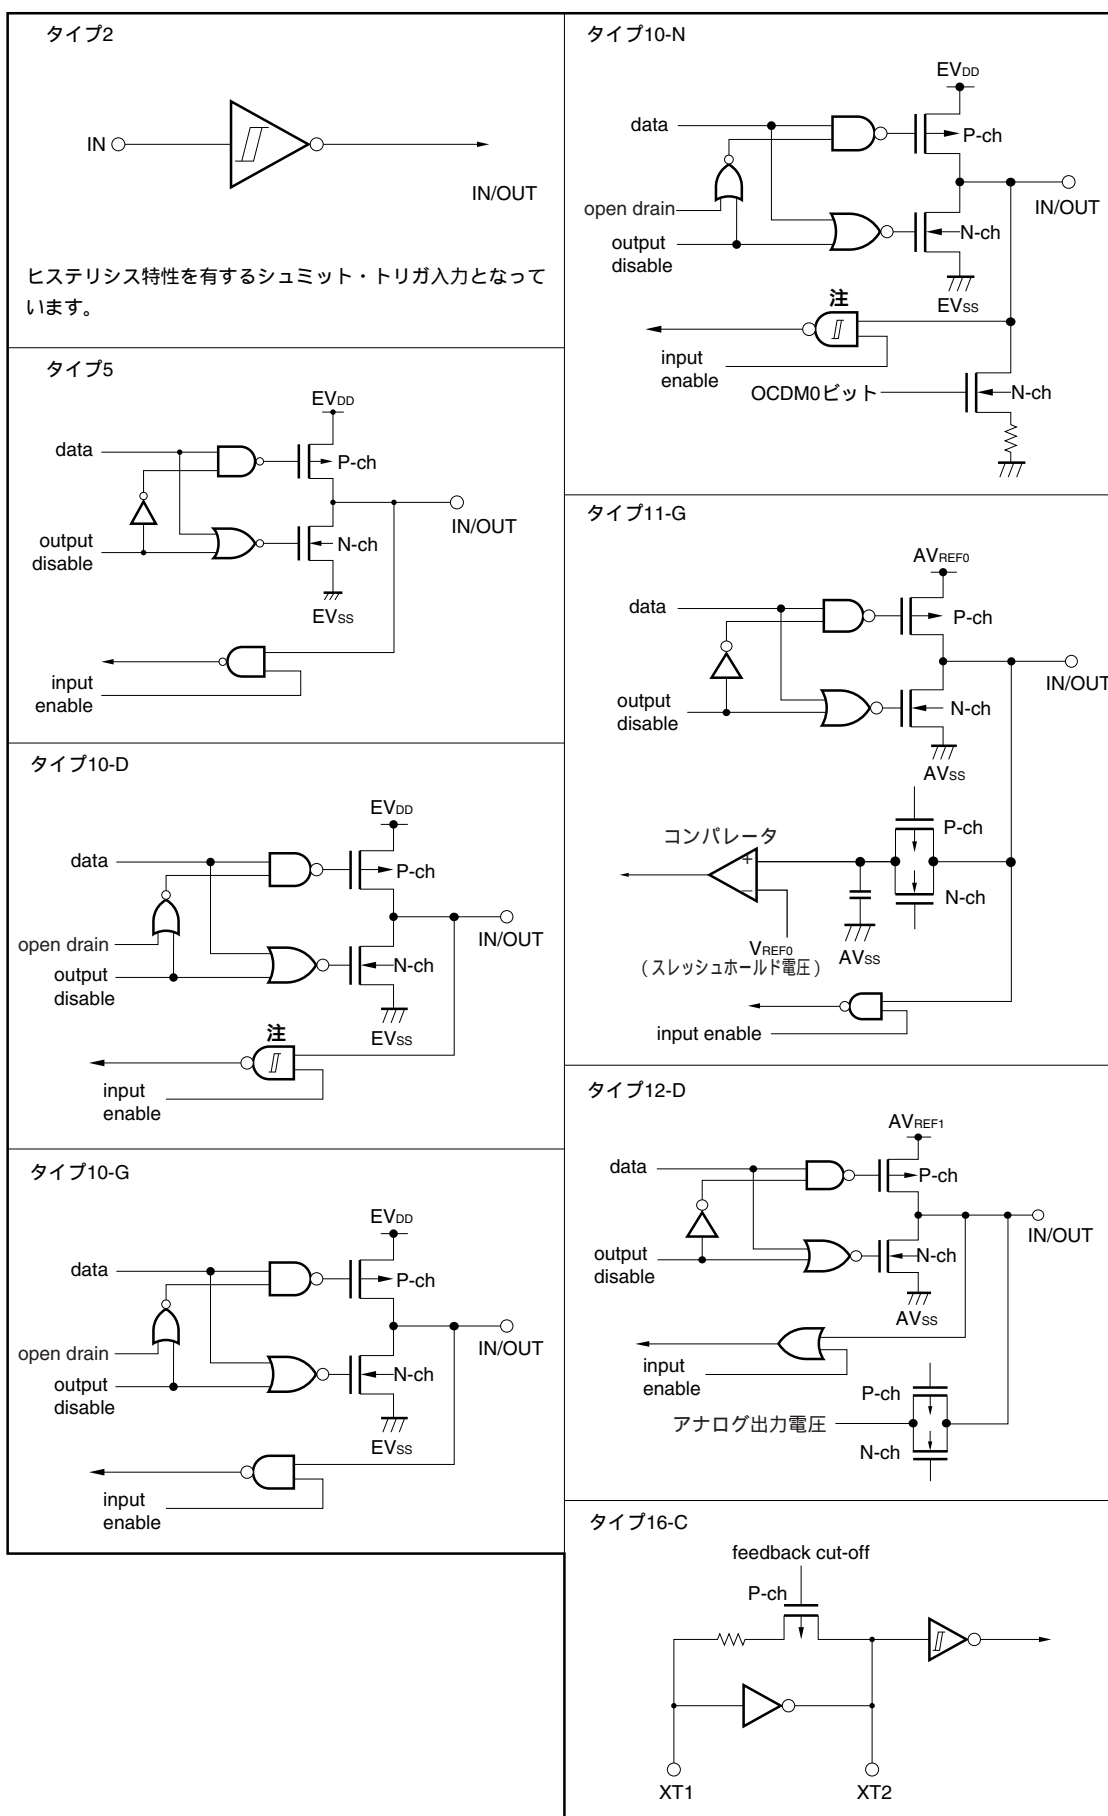 タイプ2
IN
IN/OUT
ヒステリシス特性を有するシュミット・トリガ入力となって
います。
タイプ5
EVDD
data
P-ch
IN/OUT
output
disable
N-ch
EVSS
input
enable
タイプ10-D
EVDD
data
P-ch
open drain
IN/OUT
output
disable
N-ch
EVSS
注
input
enable
タイプ10-G
EVDD
data
P-ch
open drain
IN/OUT
output
disable
N-ch
EVSS
input
enable
タイプ10-N
EVDD
data
P-ch
open drain
IN/OUT
output
disable
N-ch
EVSS
注
input
enable
OCDM0ビット
N-ch
タイプ11-G
AVREF0
data
P-ch
IN/OUT
output
disable
N-ch
AVSS
コンパレータ
P-ch
+
−
N-ch
VREF0
(スレッシュホールド電圧)
AVSS
input enable
タイプ12-D
AVREF1
data
P-ch
IN/OUT
output
disable
N-ch
AVSS
input
enable
P-ch
アナログ出力電圧
N-ch
タイプ16-C
feedback cut-off
P-ch
XT1
XT2